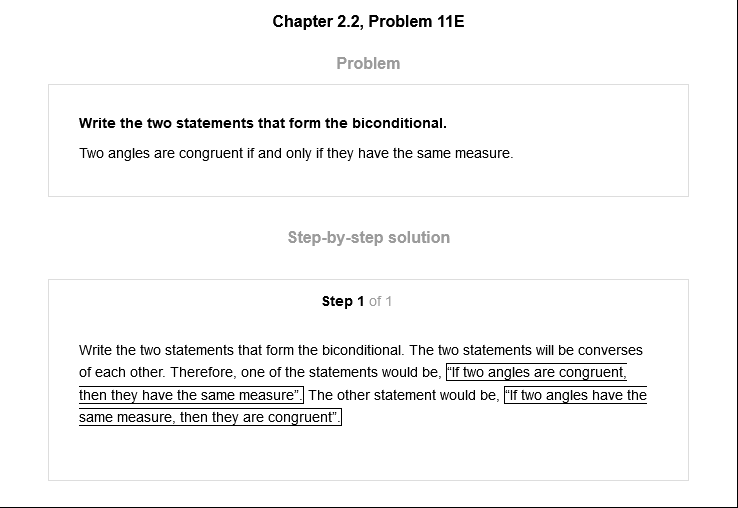 Chapter 2.2, Problem 11E
Problem
Write the two statements that form the biconditional.
Two angles are congruent if and only if they have the same measure.
Step-by-step solution
Step 1 of 1
Write the two statements that form the biconditional. The two statements will be converses
of each other. Therefore, one of the statements would be, “If two angles are congruent,
then they have the same measure”. The other statement would be, “If two angles have the
same measure, then they are congruent”.